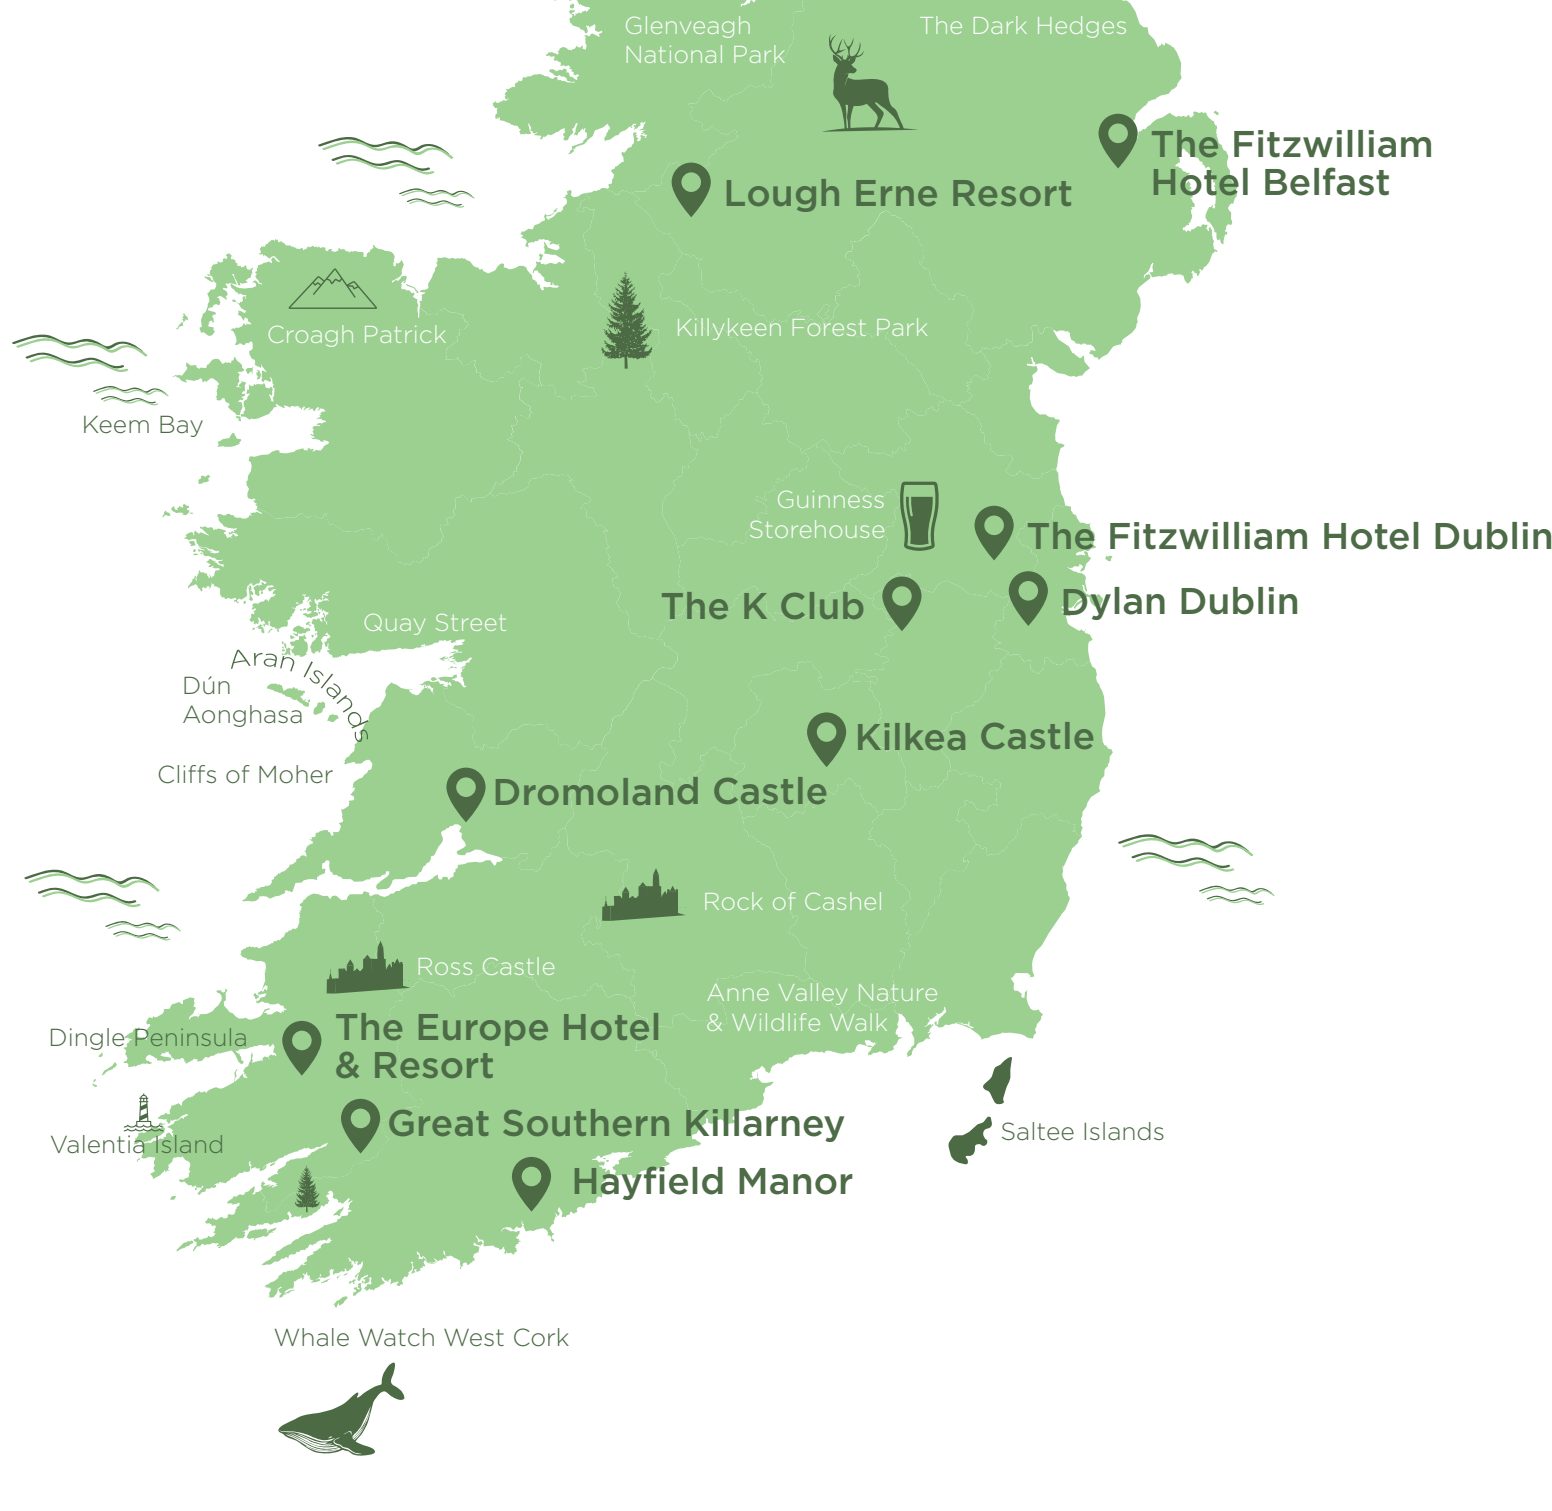 Glenveagh
National Park
The Dark Hedges
The Fitzwilliam
Hotel Belfast
Lough Erne Resort
Croagh Patrick
Killykeen Forest Park
Keem Bay
Guinness
Storehouse
The Fitzwilliam Hotel Dublin
The K Club
Dylan Dublin
Quay Street
Aran Islands
Dún
Aonghasa
Cliffs of Moher
Kilkea Castle
Dromoland Castle
Rock of Cashel
Ross Castle
Anne Valley Nature
& Wildlife Walk
Dingle Peninsula
The Europe Hotel
& Resort
Valentia Island
Great Southern Killarney
Saltee Islands
Hayfield Manor
Whale Watch West Cork